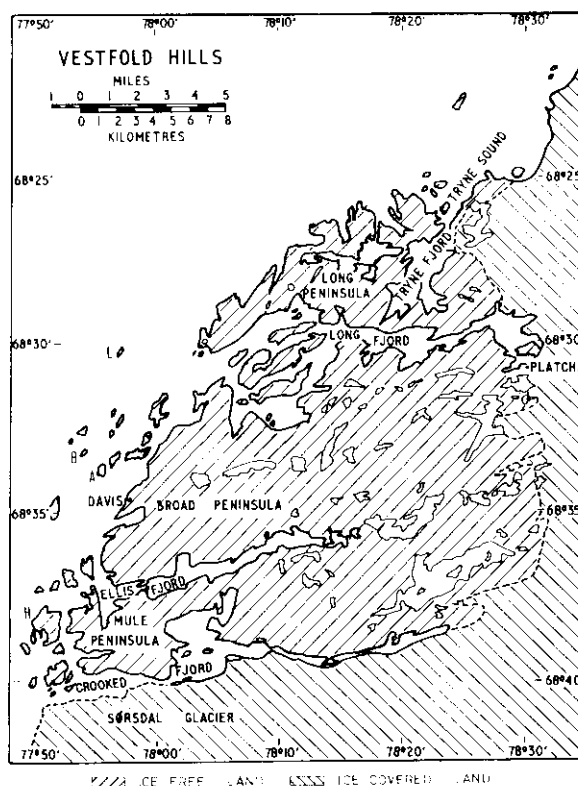 77°50' 78°00' 78°10' 78°20' 78°30'
VESTFOLD HILLS
MILES
1 0 1 2 3 4 5
0 1 2 3 4 5 6 7 8
KILOMETRES
TRYNE SOUND
68°25' 68°25'
TRYNE FJORD
LONG
PENINSULA
68°30' L LONG FJORD 68°30'
PLATCHA
B
A
DAVIS BROAD PENINSULA
68°35' 68°35'
ELLIS FJORD
H MULE
PENINSULA
D
CROOKED FJORD 68°40'
SØRSDAL GLACIER
77°50' 78°00' 78°10' 78°20' 78°30'
ICE FREE LAND ICE COVERED LAND